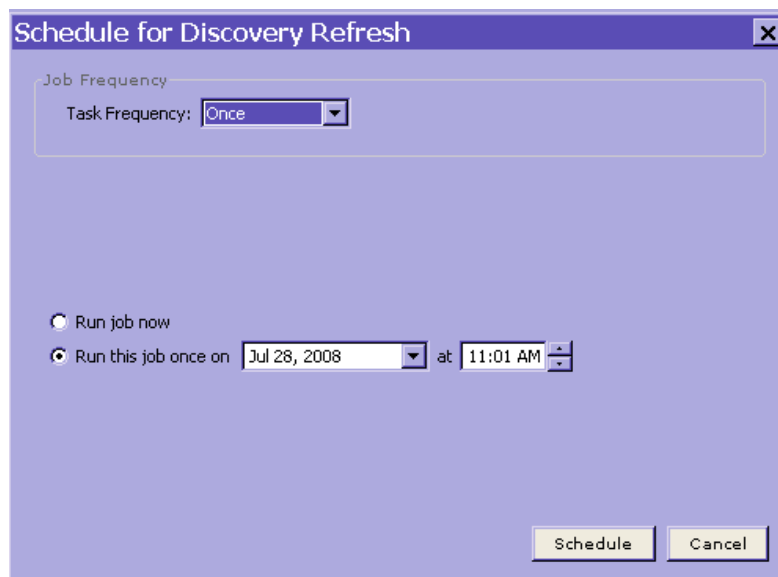 Schedule for Discovery Refresh
Job Frequency
Task Frequency: Once
Run job now
Run this job once on Jul 28, 2008 at 11:01 AM
Schedule Cancel